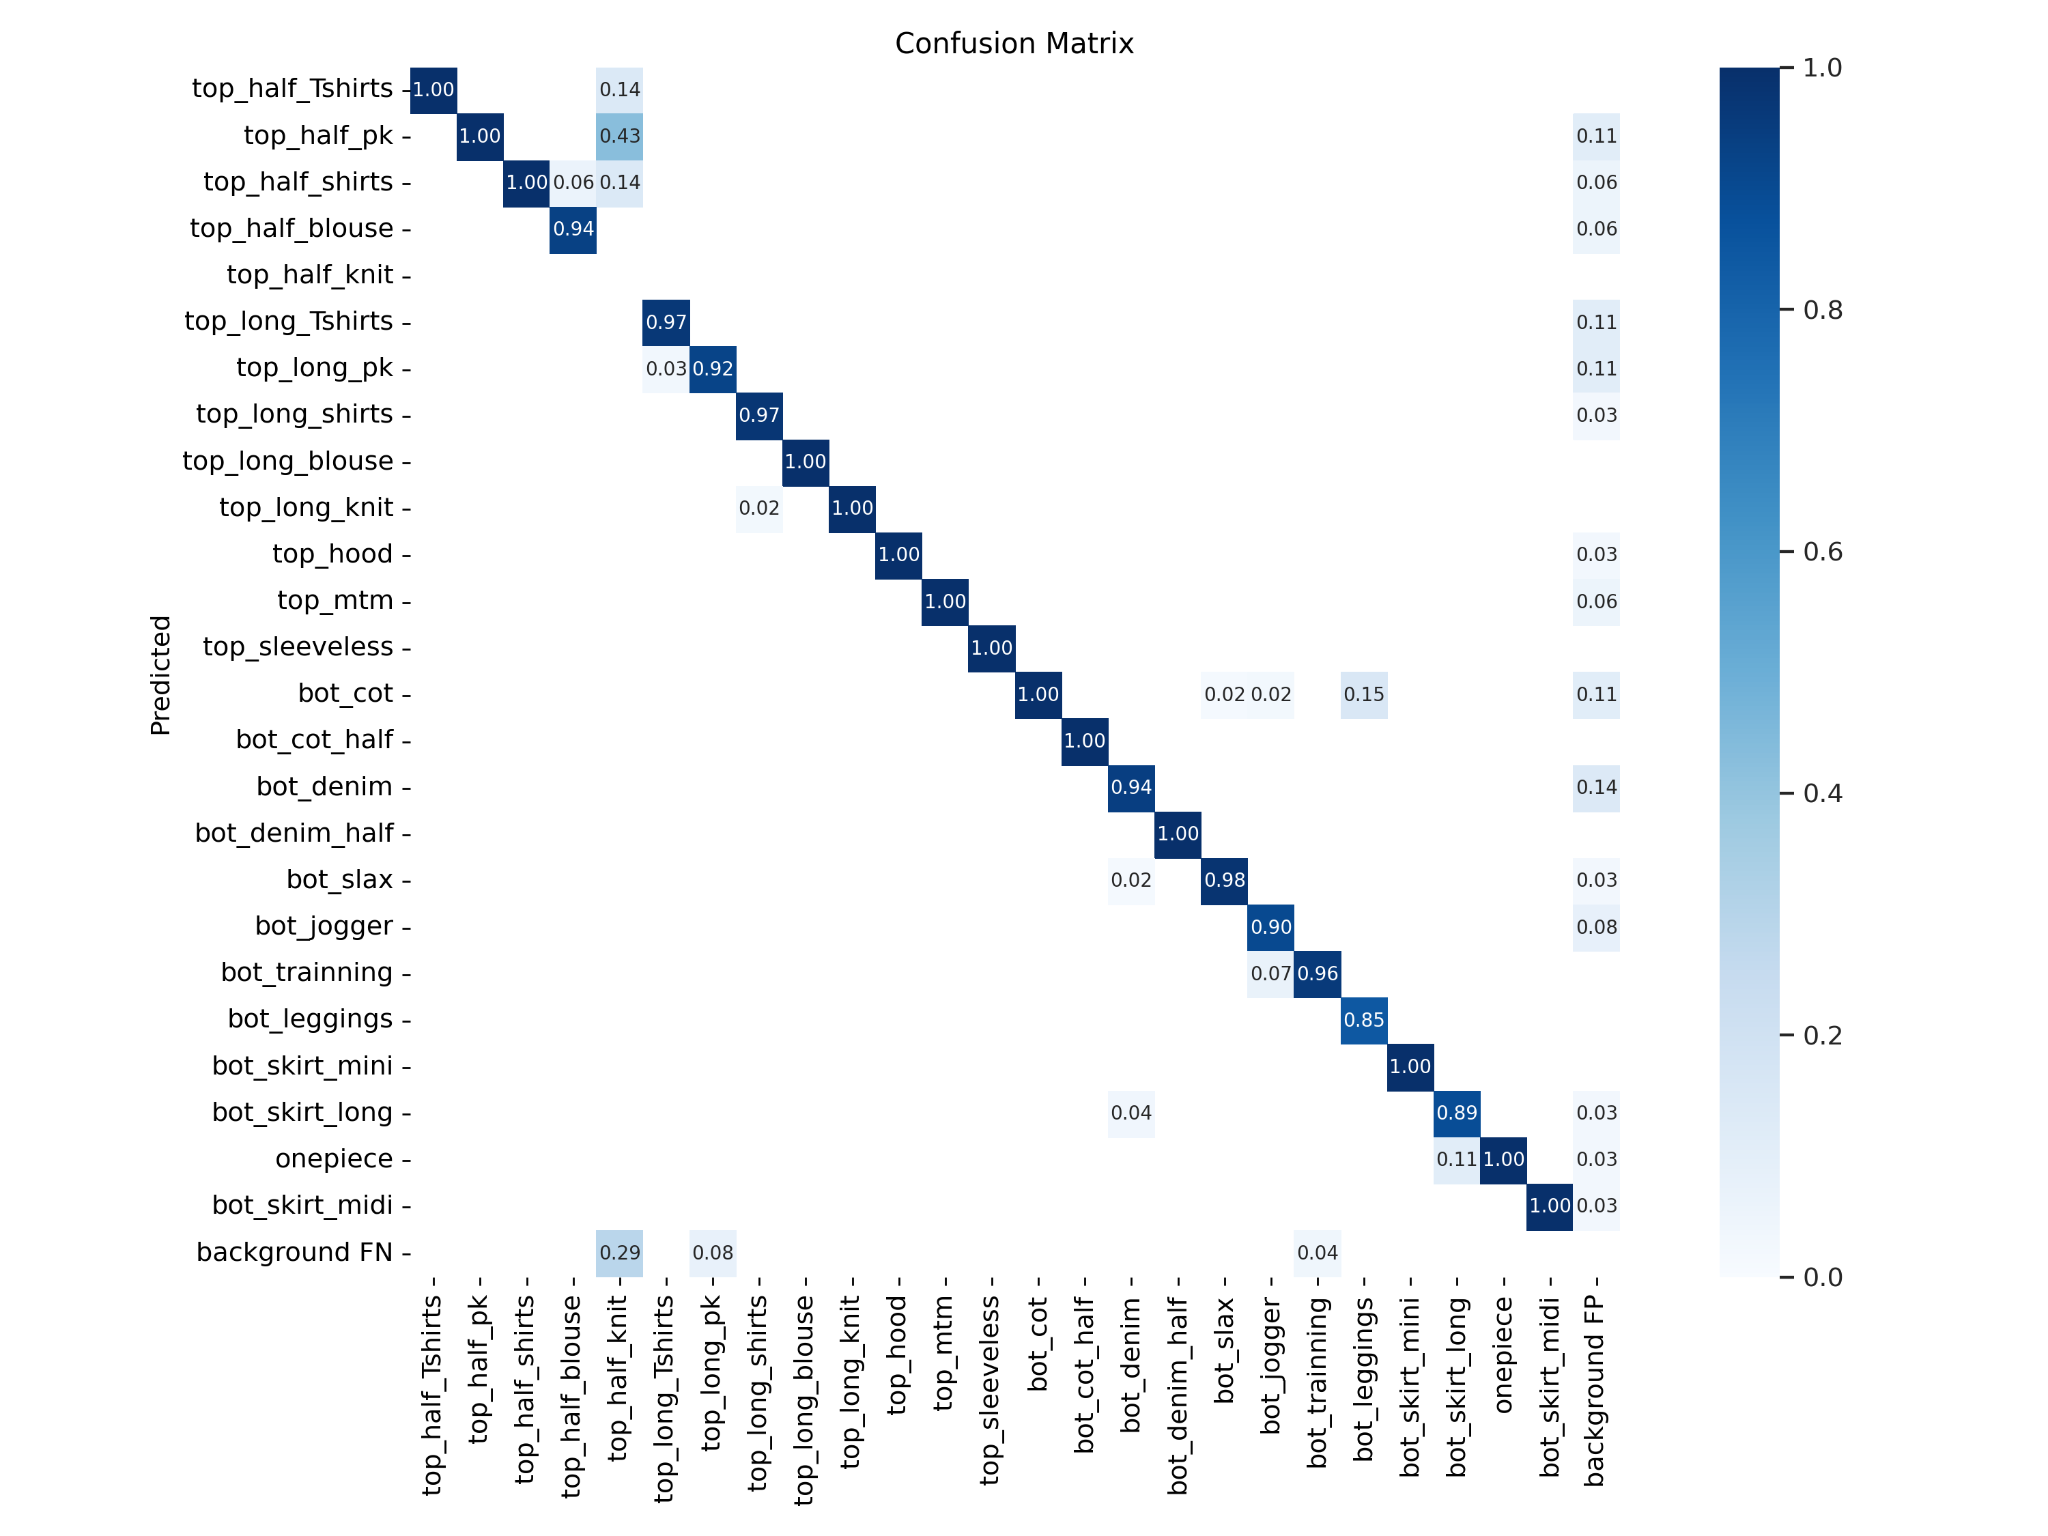 Confusion Matrix
top_half_Tshirts 1.00 0.14 1.0
top_half_pk 1.00 0.43 0.11
top_half_shirts 1.00 0.06 0.14 0.06
top_half_blouse 0.94 0.06
top_half_knit
top_long_Tshirts 0.97 0.11 0.8
top_long_pk 0.03 0.92 0.11
top_long_shirts 0.97 0.03
top_long_blouse 1.00
top_long_knit 0.02 1.00
top_hood 1.00 0.03 0.6
top_mtm 1.00 0.06
top_sleeveless 1.00
Predicted
bot_cot 1.00 0.02 0.02 0.15 0.11
bot_cot_half 1.00
bot_denim 0.94 0.14 0.4
bot_denim_half 1.00
bot_slax 0.02 0.98 0.03
bot_jogger 0.90 0.08
bot_trainning 0.07 0.96
bot_leggings 0.85 0.2
bot_skirt_mini 1.00
bot_skirt_long 0.04 0.89 0.03
onepiece 0.11 1.00 0.03
bot_skirt_midi 1.00 0.03
background FN 0.29 0.08 0.04 0.0
top_half_Tshirts
top_half_pk
top_half_shirts
top_half_blouse
top_half_knit
top_long_Tshirts
top_long_pk
top_long_shirts
top_long_blouse
top_long_knit
top_hood
top_mtm
top_sleeveless
bot_cot
bot_cot_half
bot_denim
bot_denim_half
bot_slax
bot_jogger
bot_trainning
bot_leggings
bot_skirt_mini
bot_skirt_long
onepiece
bot_skirt_midi
background FP